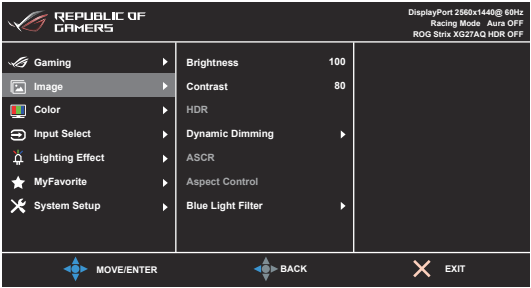 REPUBLIC OF
GAMERS
DisplayPort 2560x1440@ 60Hz
Racing Mode Aura OFF
ROG Strix XG27AQ HDR OFF
Gaming
Image
Color
Input Select
Lighting Effect
MyFavorite
System Setup
Brightness 100
Contrast 80
HDR
Dynamic Dimming
ASCR
Aspect Control
Blue Light Filter
MOVE/ENTER
BACK
EXIT